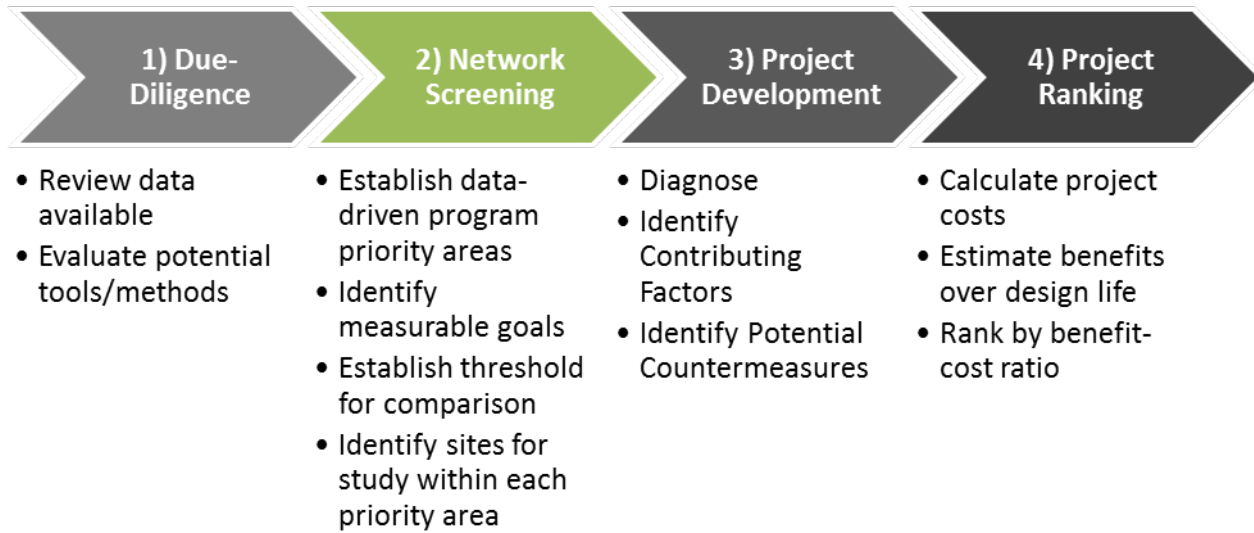 1) Due-
Diligence
• Review data
available
• Evaluate potential
tools/methods
2) Network
Screening
• Establish data-
driven program
priority areas
• Identify
measurable goals
• Establish threshold
for comparison
• Identify sites for
study within each
priority area
3) Project
Development
• Diagnose
• Identify
Contributing
Factors
• Identify Potential
Countermeasures
4) Project
Ranking
• Calculate project
costs
• Estimate benefits
over design life
• Rank by benefit-
cost ratio